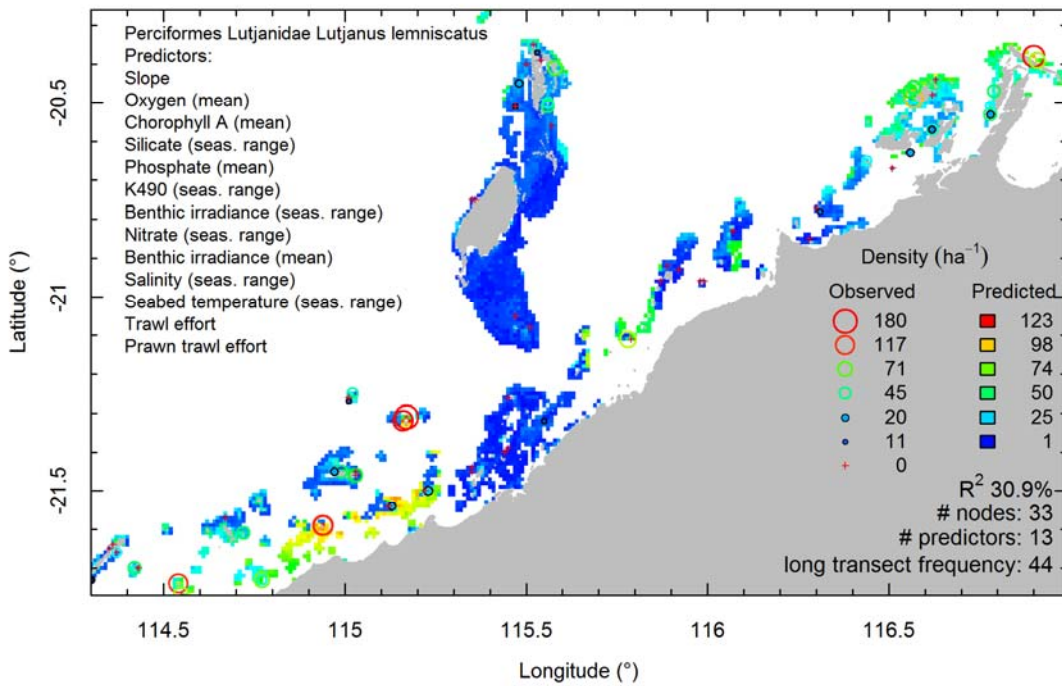 Perciformes Lutjanidae Lutjanus lemniscatus
Predictors:
Slope
Oxygen (mean)
Chorophyll A (mean)
Silicate (seas. range)
Phosphate (mean)
K490 (seas. range)
Benthic irradiance (seas. range)
Nitrate (seas. range)
Benthic irradiance (mean)
Salinity (seas. range)
Seabed temperature (seas. range)
Trawl effort
Prawn trawl effort
Latitude (°)
-20.5
-21
-21.5
Density (ha⁻¹)
Observed Predicted
180 123
117 98
71 74
45 50
20 25
11 1
0
R² 30.9%
# nodes: 33
# predictors: 13
long transect frequency: 44
114.5 115 115.5 116 116.5
Longitude (°)